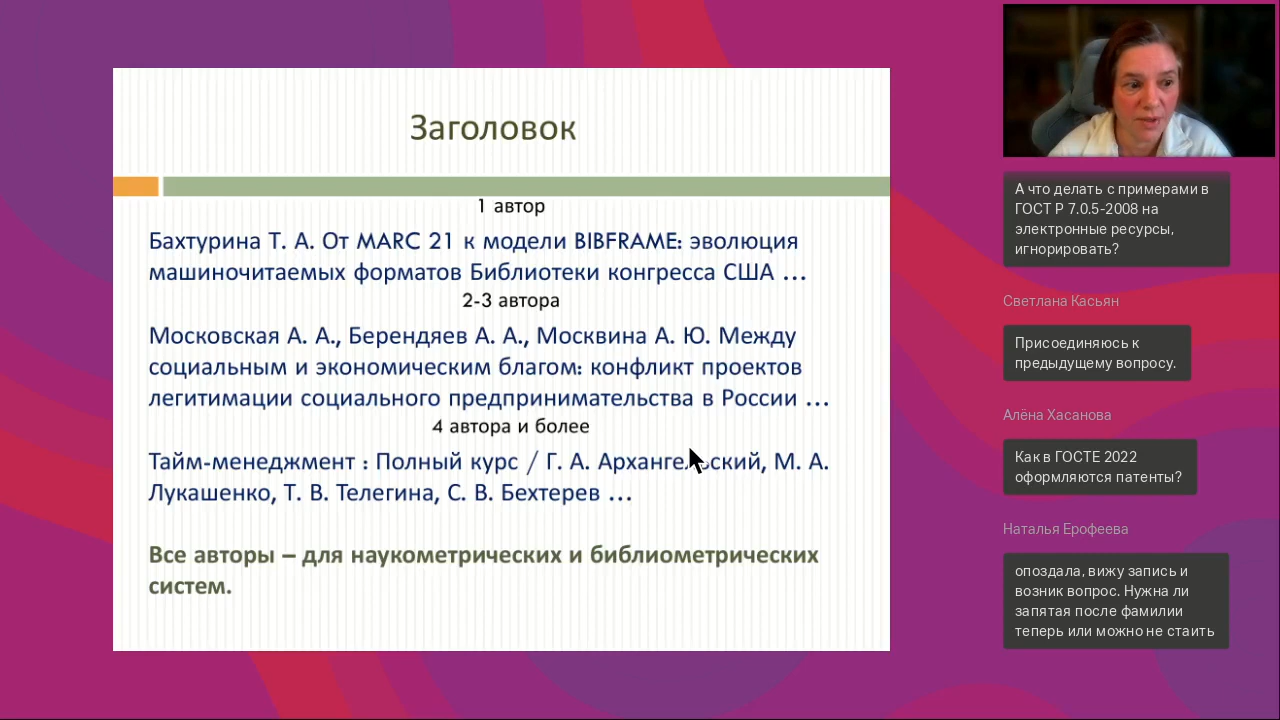 Заголовок
1 автор
Бахтурина Т. А. От MARC 21 к модели BIBFRAME: эволюция
машиночитаемых форматов Библиотеки конгресса США ...
2-3 автора
Московская А. А., Берендяев А. А., Москвина А. Ю. Между
социальным и экономическим благом: конфликт проектов
легитимации социального предпринимательства в России ...
4 автора и более
Тайм-менеджмент : Полный курс / Г. А. Архангельский, М. А.
Лукашенко, Т. В. Телегина, С. В. Бехтерев ...
Все авторы – для наукометрических и библиометрических
систем.
А что делать с примерами в
ГОСТ Р 7.0.5-2008 на
электронные ресурсы,
игнорировать?
Светлана Касьян
Присоединяюсь к
предыдущему вопросу.
Алёна Хасанова
Как в ГОСТЕ 2022
оформляются патенты?
Наталья Ерофеева
опоздала, вижу запись и
возник вопрос. Нужна ли
запятая после фамилии
теперь или можно не стаить